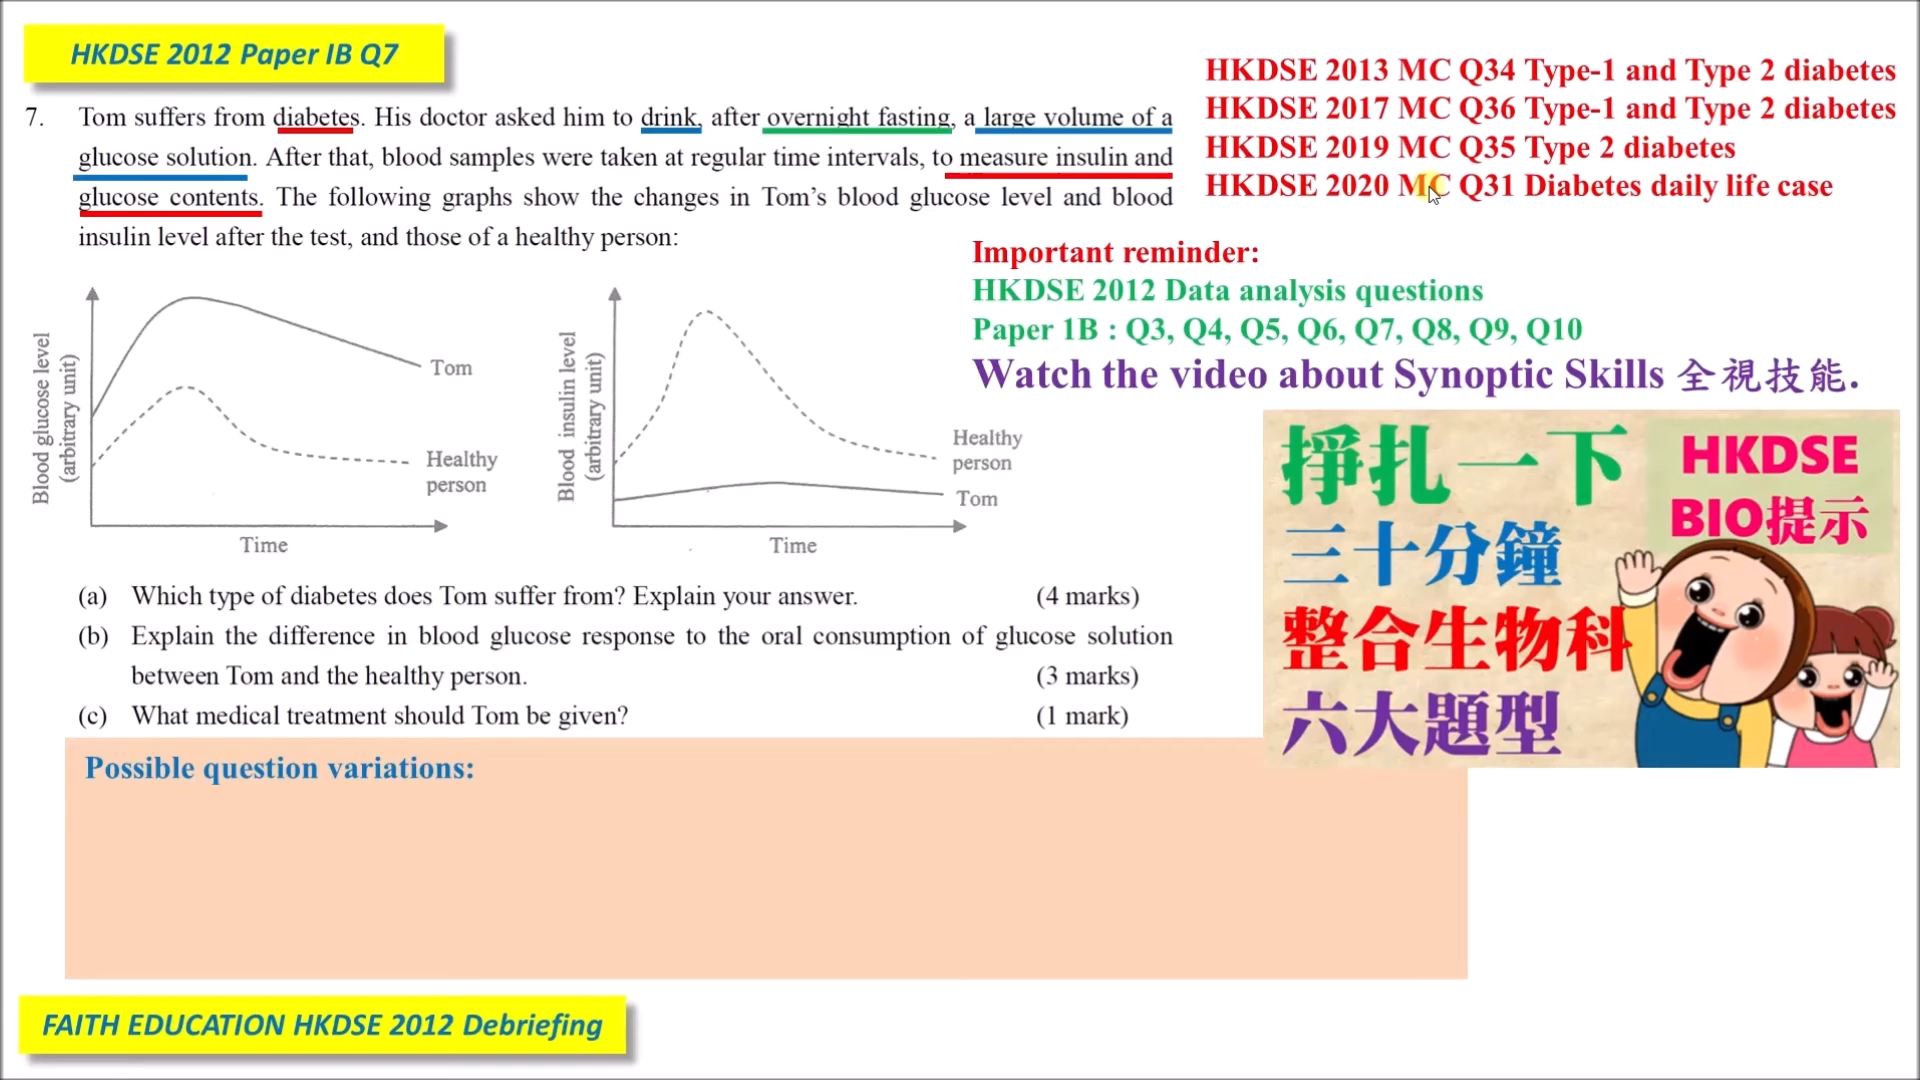 HKDSE 2012 Paper IB Q7
HKDSE 2013 MC Q34 Type-1 and Type 2 diabetes
HKDSE 2017 MC Q36 Type-1 and Type 2 diabetes
HKDSE 2019 MC Q35 Type 2 diabetes
HKDSE 2020 MC Q31 Diabetes daily life case
7. Tom suffers from diabetes. His doctor asked him to drink, after overnight fasting, a large volume of a
glucose solution. After that, blood samples were taken at regular time intervals, to measure insulin and
glucose contents. The following graphs show the changes in Tom's blood glucose level and blood
insulin level after the test, and those of a healthy person:
Important reminder:
HKDSE 2012 Data analysis questions
Paper 1B : Q3, Q4, Q5, Q6, Q7, Q8, Q9, Q10
Watch the video about Synoptic Skills 全視技能.
Blood glucose level
(arbitrary unit)
Tom
Healthy
person
Time
Blood insulin level
(arbitrary unit)
Healthy
person
Tom
Time
掙扎一下
三十分鐘
整合生物科
六大題型
HKDSE
BIO提示
(a) Which type of diabetes does Tom suffer from? Explain your answer. (4 marks)
(b) Explain the difference in blood glucose response to the oral consumption of glucose solution
between Tom and the healthy person. (3 marks)
(c) What medical treatment should Tom be given? (1 mark)
Possible question variations:
FAITH EDUCATION HKDSE 2012 Debriefing